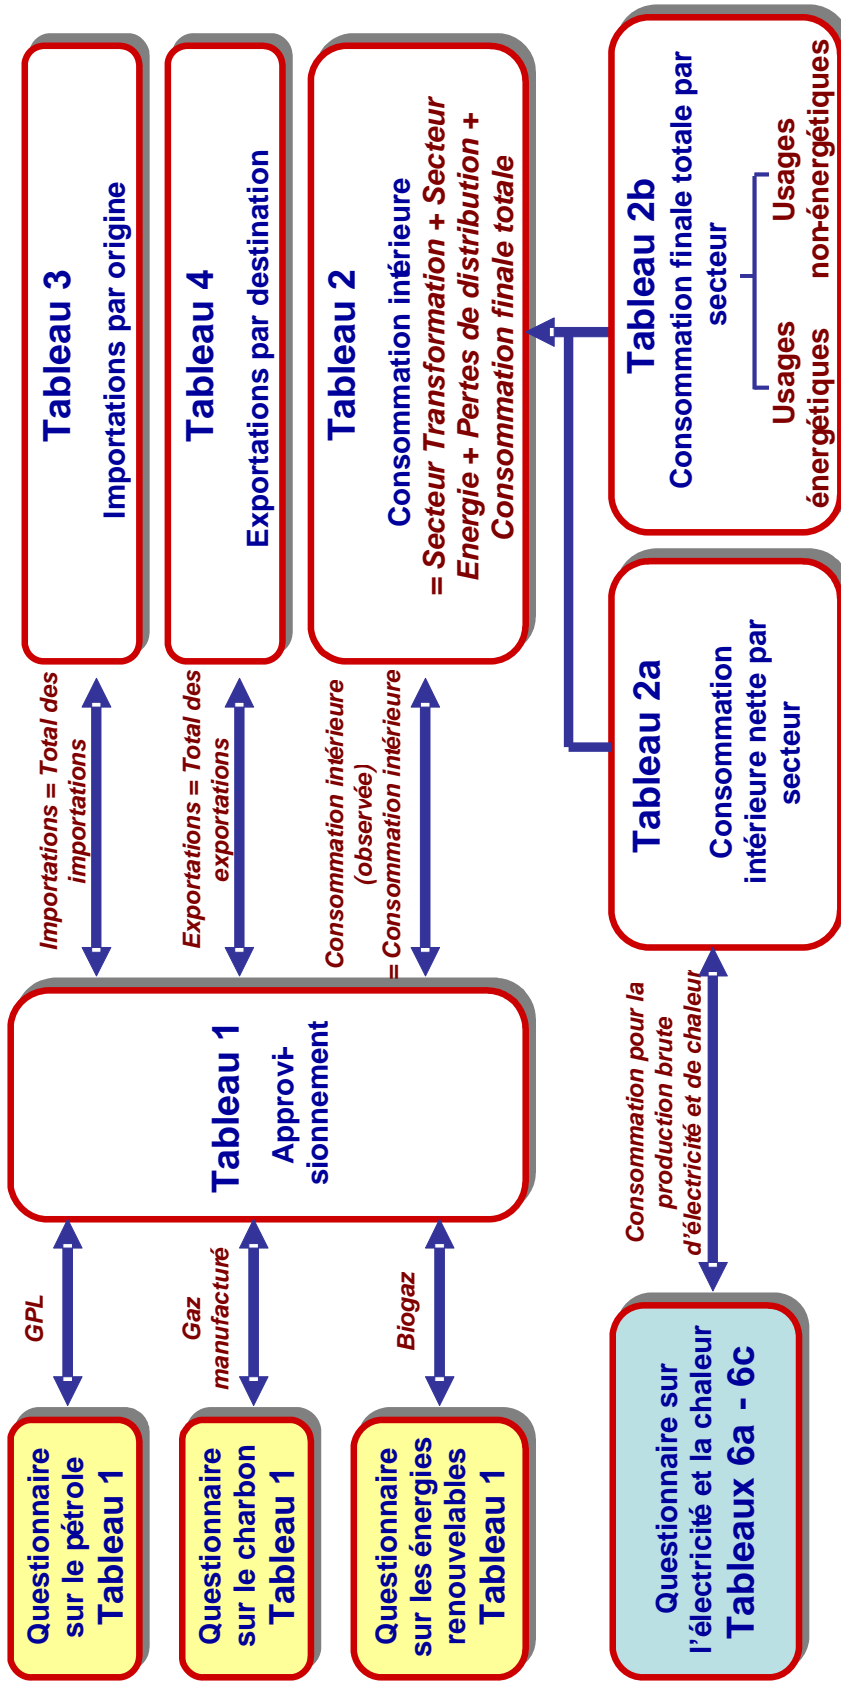 Questionnaire
sur le pétrole
Tableau 1
GPL
Questionnaire
sur le charbon
Tableau 1
Gaz
manufacturé
Questionnaire
sur les énergies
renouvelables
Tableau 1
Biogaz
Tableau 1
Approvi-
sionnement
Importations = Total des
importations
Tableau 3
Importations par origine
Exportations = Total des
exportations
Tableau 4
Exportations par destination
Consommation intérieure
(observée)
= Consommation intérieure
Tableau 2
Consommation intérieure
= Secteur Transformation + Secteur
Energie + Pertes de distribution +
Consommation finale totale
Questionnaire sur
l'électricité et la chaleur
Tableaux 6a - 6c
Consommation pour la
production brute
d'électricité et de chaleur
Tableau 2a
Consommation
intérieure nette par
secteur
Tableau 2b
Consommation finale totale par
secteur
Usages
énergétiques
Usages
non-énergétiques